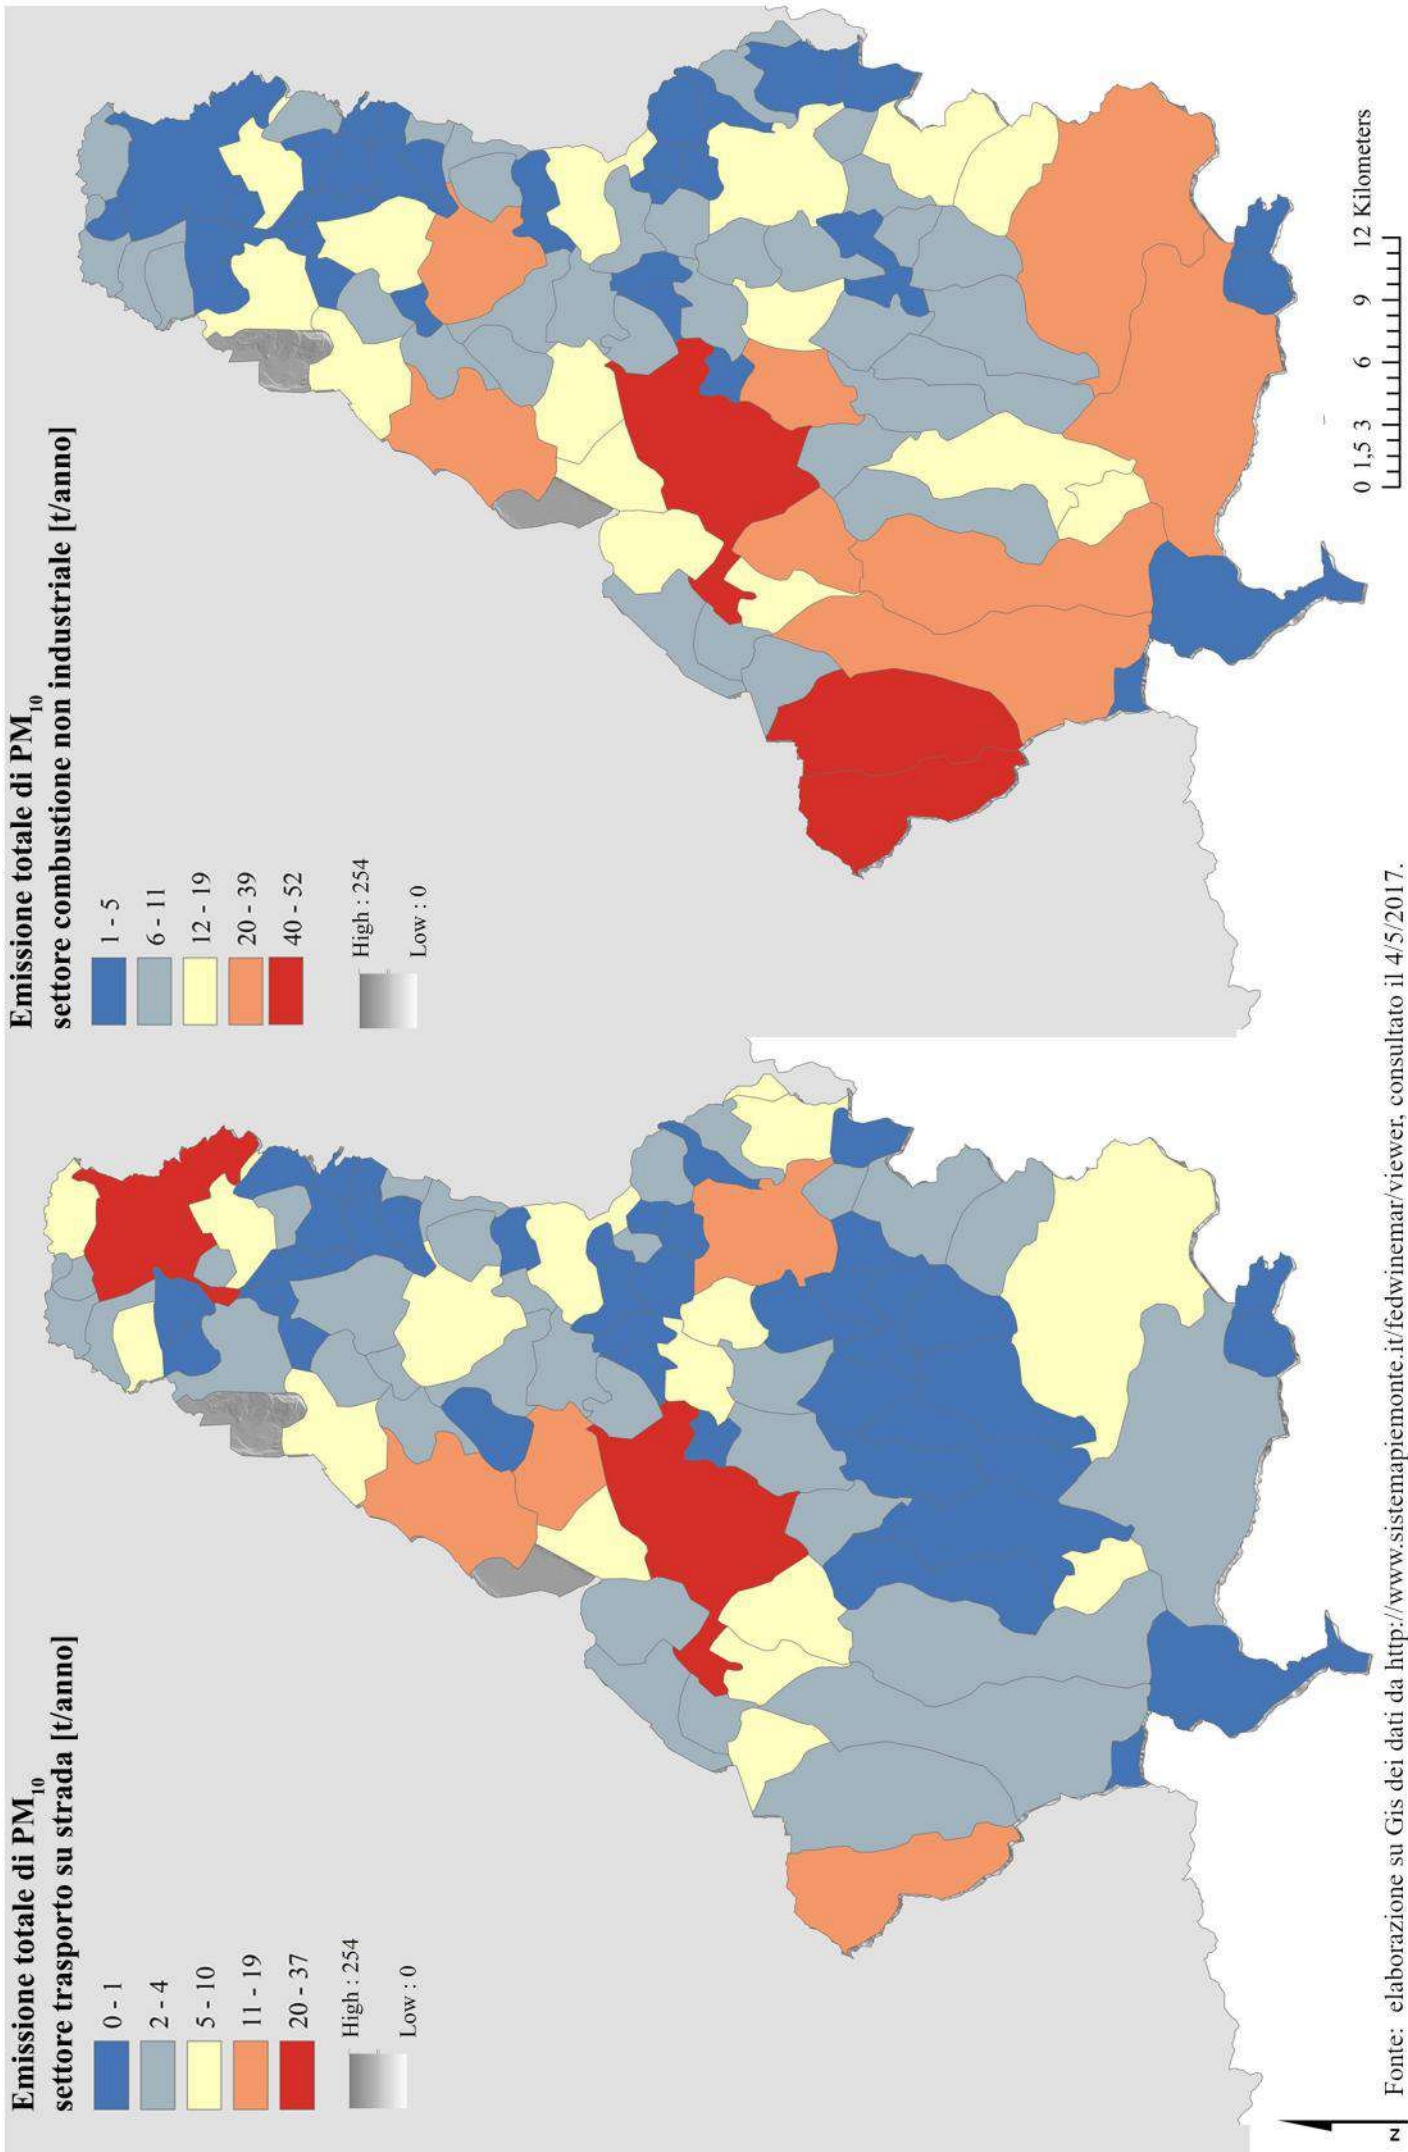 Emissione totale di PM10
settore trasporto su strada [t/anno]
0 - 1
2 - 4
5 - 10
11 - 19
20 - 37
High : 254
Low : 0
Emissione totale di PM10
settore combustione non industriale [t/anno]
1 - 5
6 - 11
12 - 19
20 - 39
40 - 52
High : 254
Low : 0
0 1,5 3 6 9 12 Kilometers
N
Fonte: elaborazione su Gis dei dati da http://www.sistemapiemonte.it/fedwinemar/viewer, consultato il 4/5/2017.